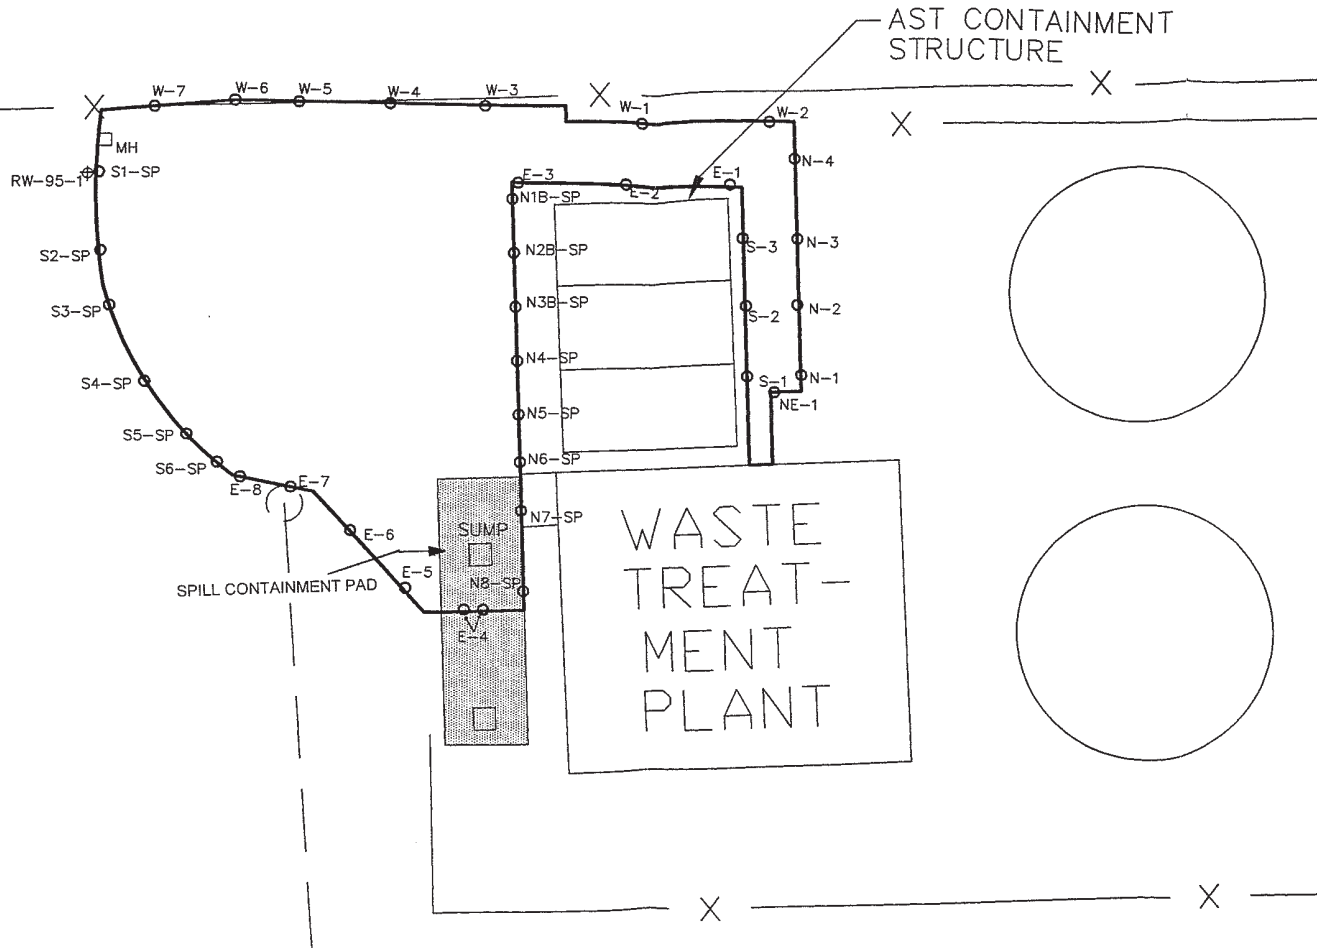 AST CONTAINMENT
STRUCTURE
W-7
W-6
W-5
W-4
W-3
W-1
W-2
MH
N-4
RW-95-1
S1-SP
E-3
E-2
E-1
N1B-SP
S2-SP
N2B-SP
S-3
N-3
S3-SP
N3B-SP
S-2
N-2
S4-SP
N4-SP
S-1
N-1
NE-1
S5-SP
N5-SP
S6-SP
N6-SP
E-8
E-7
N7-SP
WASTE
TREAT-
MENT
PLANT
E-6
SUMP
E-5
SPILL CONTAINMENT PAD
N8-SP
E-4
X
X
X
X
X
X